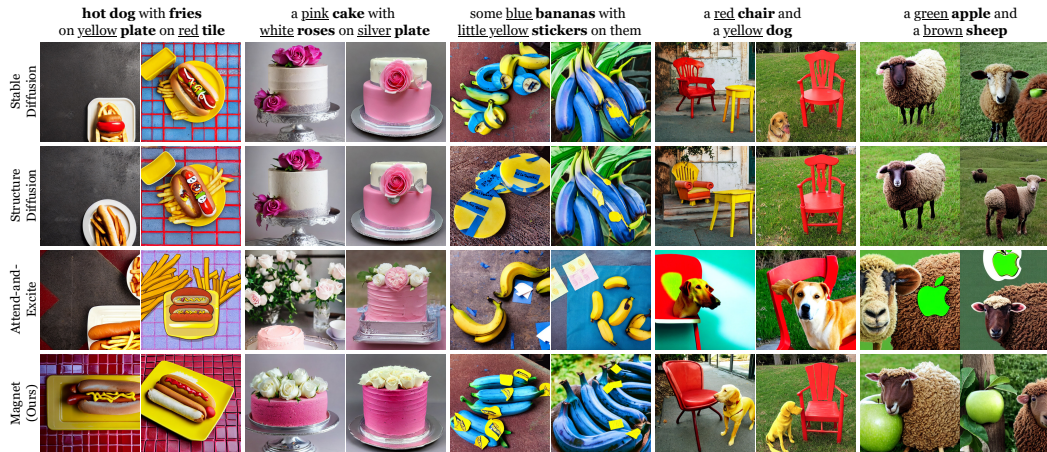 hot dog with fries
on yellow plate on red tile
a pink cake with
white roses on silver plate
some blue bananas with
little yellow stickers on them
a red chair and
a yellow dog
a green apple and
a brown sheep
Stable
Diffusion
Structure
Diffusion
Attend-and-
Excite
Magnet
(Ours)